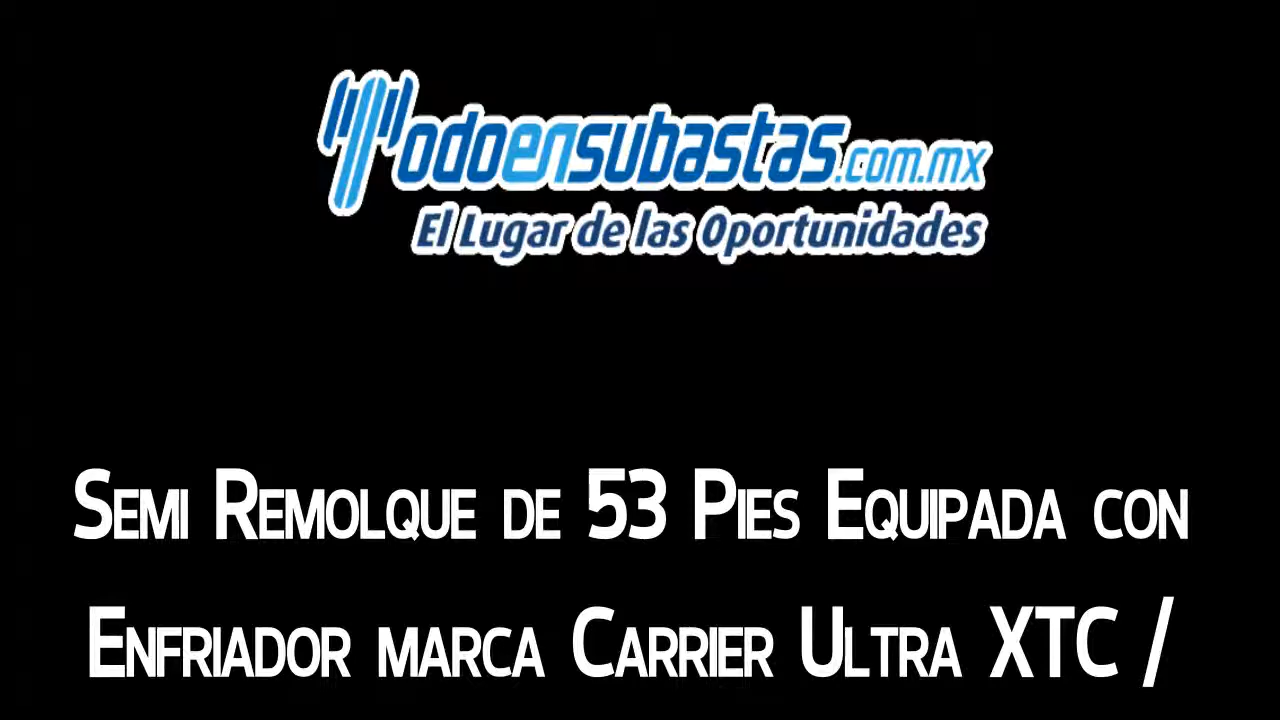 Todoensubastas.com.mx
El Lugar de las Oportunidades
Semi Remolque de 53 Pies Equipada con
Enfriador marca Carrier Ultra XTC /